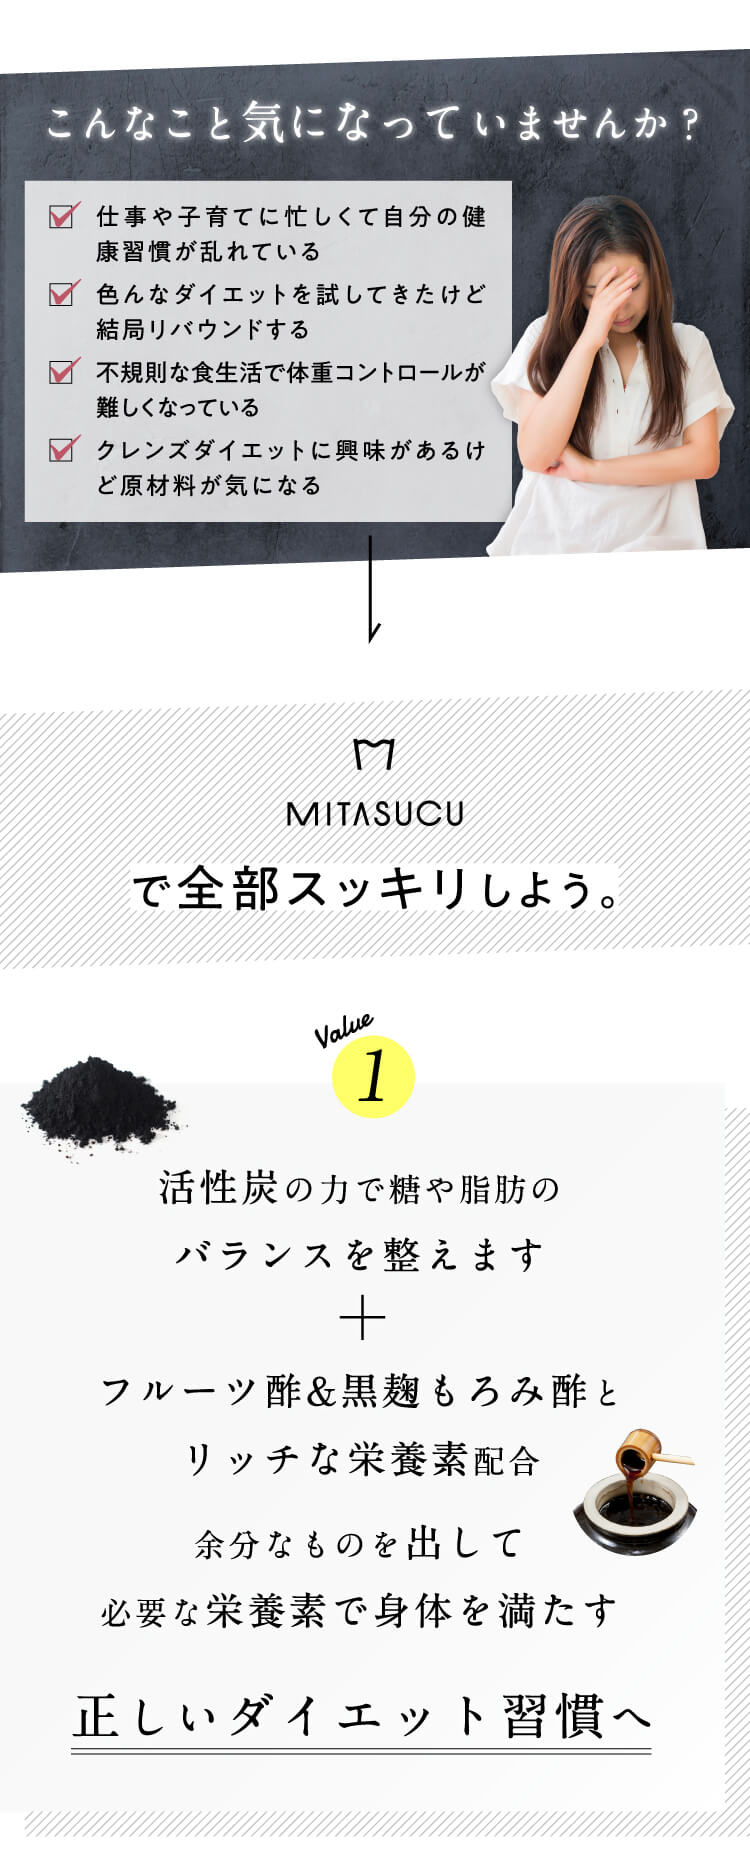 こんなこと気になっていませんか？
仕事や子育てに忙しくて自分の健
康習慣が乱れている
色んなダイエットを試してきたけど
結局リバウンドする
不規則な食生活で体重コントロールが
難しくなっている
クレンズダイエットに興味があるけ
ど原材料が気になる
MITASUCU
で全部スッキリしよう。
Value
1
活性炭の力で糖や脂肪の
バランスを整えます
＋
フルーツ酢&黒麹もろみ酢と
リッチな栄養素配合
余分なものを出して
必要な栄養素で身体を満たす
正しいダイエット習慣へ